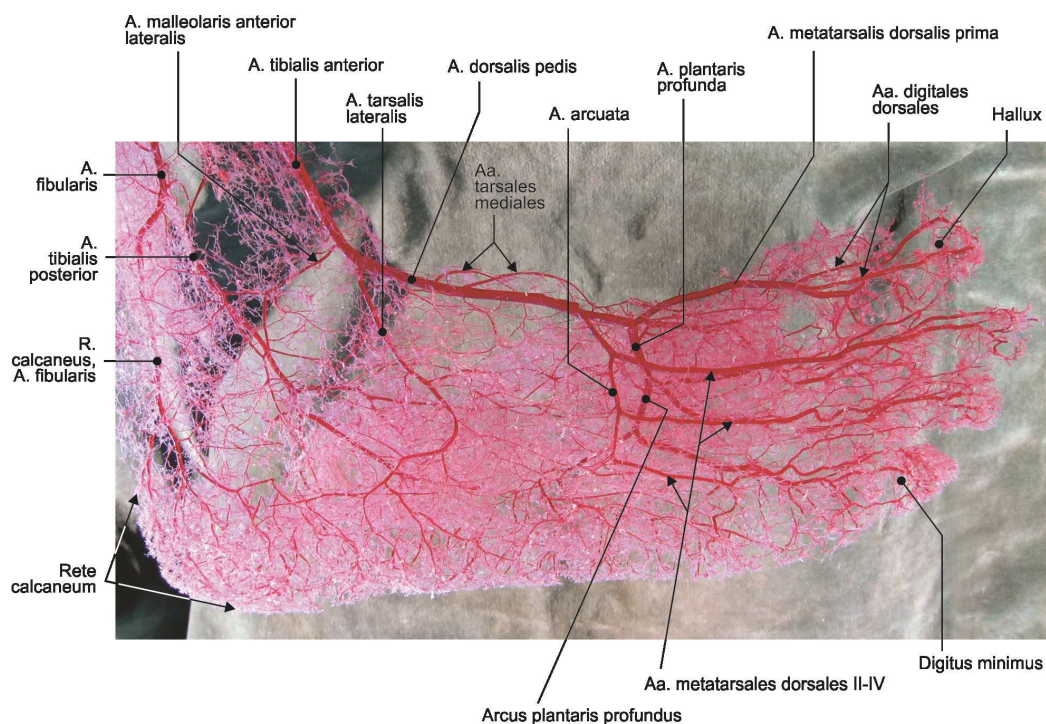 A. malleolaris anterior
lateralis
A. tibialis anterior
A. tarsalis
lateralis
A. dorsalis pedis
A. arcuata
A. plantaris
profunda
A. metatarsalis dorsalis prima
Aa. digitales
dorsales
Hallux
A.
fibularis
Aa.
tarsales
mediales
A.
tibialis
posterior
R.
calcaneus,
A. fibularis
Rete
calcaneum
Digitus minimus
Aa. metatarsales dorsales II-IV
Arcus plantaris profundus